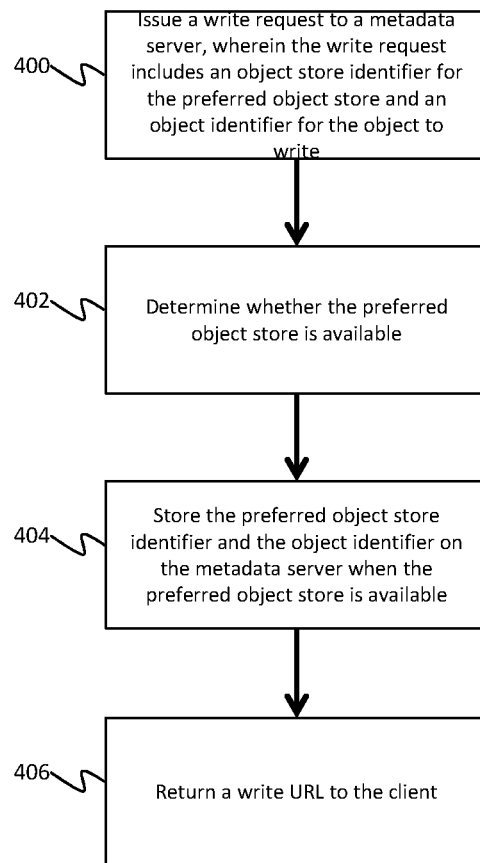 Issue a write request to a metadata
server, wherein the write request
400
includes an object store identifier for
the preferred object store and an
object identifier for the object to
write
402
Determine whether the preferred
object store is available
Store the preferred object store
404
identifier and the object identifier on
the metadata server when the
preferred object store is available
406
Return a write URL to the client